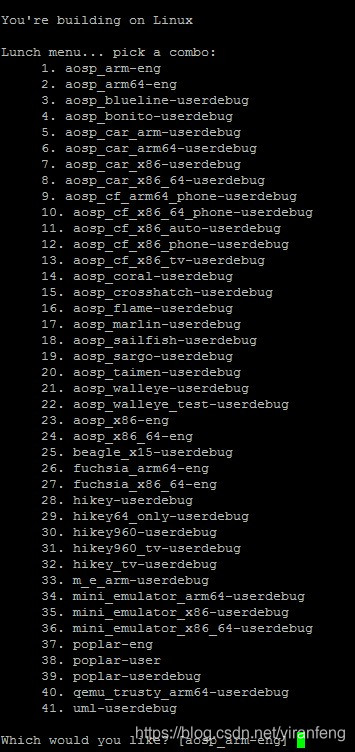 You're building on Linux
Lunch menu... pick a combo:
1. aosp_arm-eng
2. aosp_arm64-eng
3. aosp_blueline-userdebug
4. aosp_bonito-userdebug
5. aosp_car_arm-userdebug
6. aosp_car_arm64-userdebug
7. aosp_car_x86-userdebug
8. aosp_car_x86_64-userdebug
9. aosp_cf_arm64_phone-userdebug
10. aosp_cf_x86_64_phone-userdebug
11. aosp_cf_x86_auto-userdebug
12. aosp_cf_x86_phone-userdebug
13. aosp_cf_x86_tv-userdebug
14. aosp_coral-userdebug
15. aosp_crosshatch-userdebug
16. aosp_flame-userdebug
17. aosp_marlin-userdebug
18. aosp_sailfish-userdebug
19. aosp_sargo-userdebug
20. aosp_taimen-userdebug
21. aosp_walleye-userdebug
22. aosp_walleye_test-userdebug
23. aosp_x86-eng
24. aosp_x86_64-eng
25. beagle_x15-userdebug
26. fuchsia_arm64-eng
27. fuchsia_x86_64-eng
28. hikey-userdebug
29. hikey64_only-userdebug
30. hikey960-userdebug
31. hikey960_tv-userdebug
32. hikey_tv-userdebug
33. m_e_arm-userdebug
34. mini_emulator_arm64-userdebug
35. mini_emulator_x86-userdebug
36. mini_emulator_x86_64-userdebug
37. poplar-eng
38. poplar-user
39. poplar-userdebug
40. qemu_trusty_arm64-userdebug
41. uml-userdebug
Which would you like? [aosp_arm-eng]
https://blog.csdn.net/yiranfeng